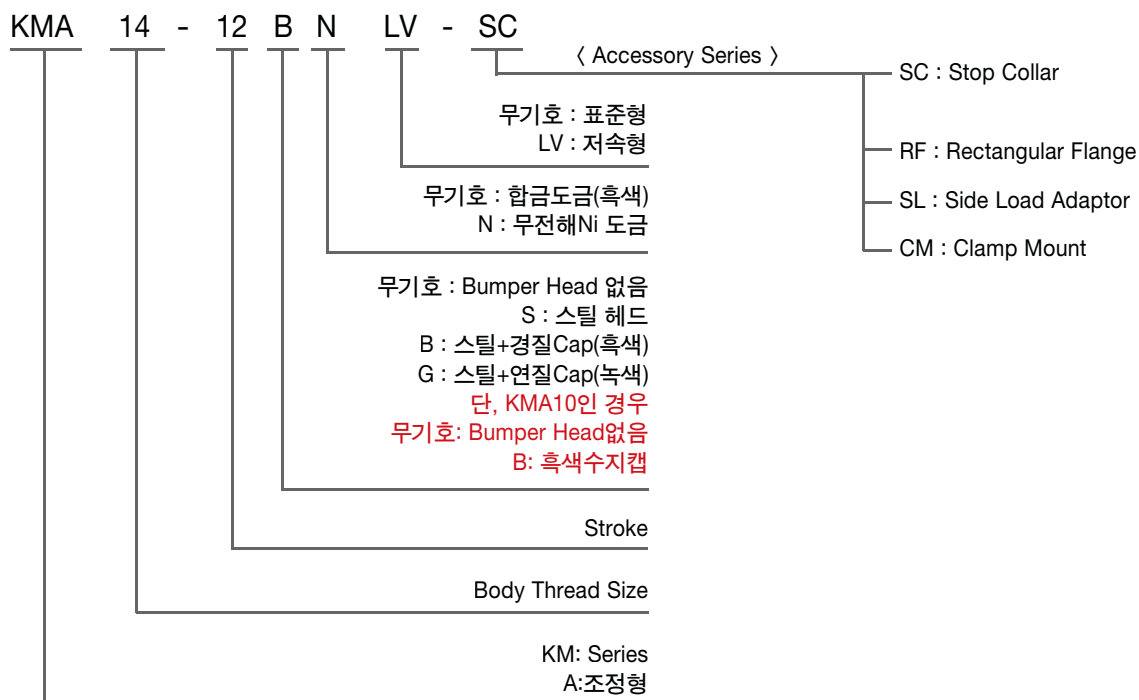 KMA 14 - 12 B N LV - SC
〈 Accessory Series 〉
SC : Stop Collar
RF : Rectangular Flange
SL : Side Load Adaptor
CM : Clamp Mount
무기호 : 표준형
LV : 저속형
무기호 : 합금도금(흑색)
N : 무전해Ni 도금
무기호 : Bumper Head 없음
S : 스틸 헤드
B : 스틸+경질Cap(흑색)
G : 스틸+연질Cap(녹색)
단, KMA10인 경우
무기호: Bumper Head없음
B: 흑색수지캡
Stroke
Body Thread Size
KM: Series
A:조정형